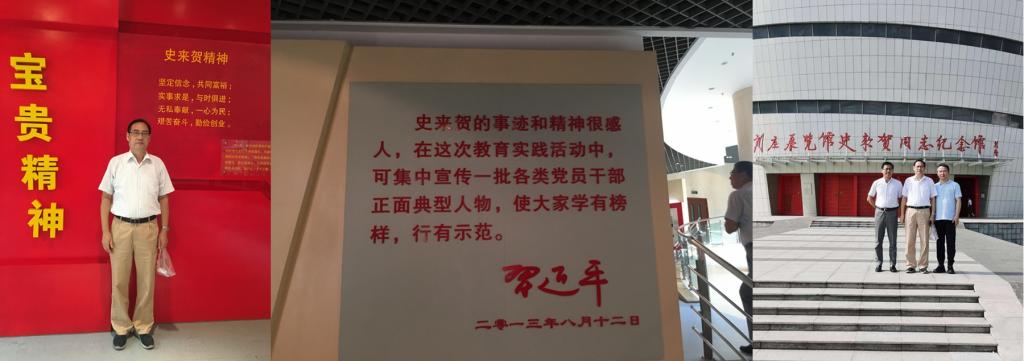 宝贵精神
史来贺精神
坚定信念，共同富裕；
实事求是，与时俱进；
无私奉献，一心为民；
艰苦奋斗，勤俭创业。
史来贺的事迹和精神很感
人，在这次教育实践活动中，
可集中宣传一批各类党员干部
正面典型人物，使大家学有榜
样，行有示范。
习近平
二零一三年八月十二日
刘庄展览馆史来贺同志纪念馆